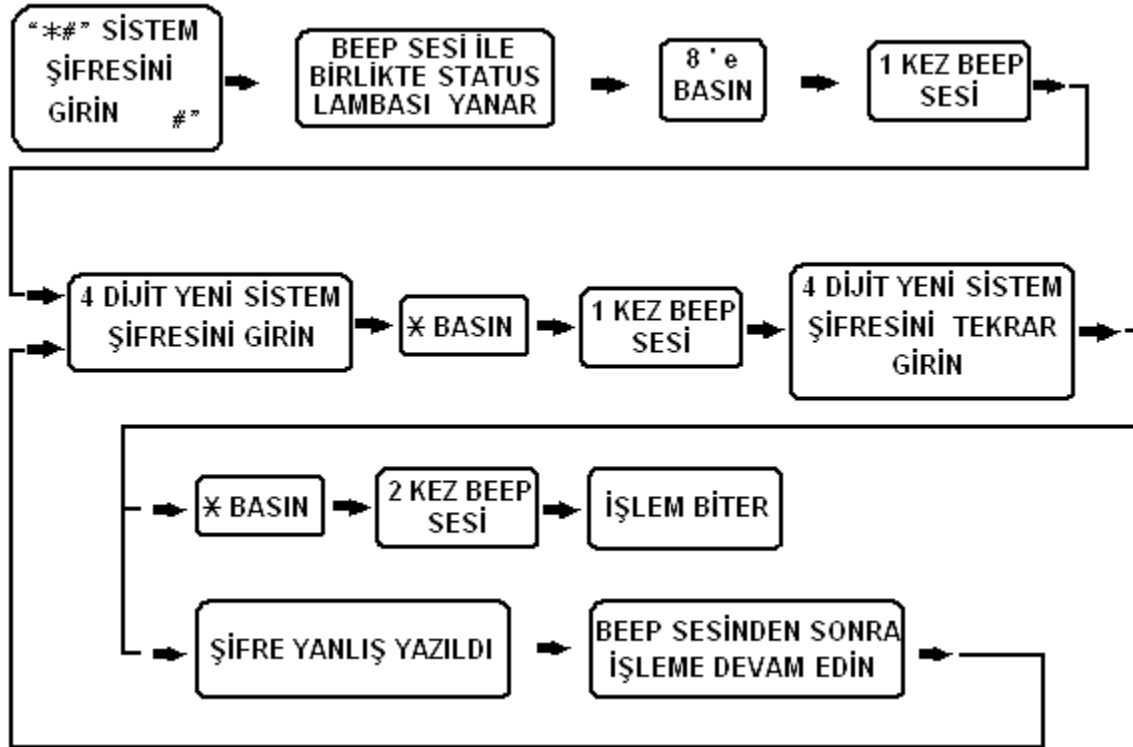 “*#” SİSTEM
ŞİFRESİNİ
GİRİN #”
BEEP SESİ İLE
BİRLİKTE STATUS
LAMBASI YANAR
8 'e
BASIN
1 KEZ BEEP
SESİ
4 DİJİT YENİ SİSTEM
ŞİFRESİNİ GİRİN
* BASIN
1 KEZ BEEP
SESİ
4 DİJİT YENİ SİSTEM
ŞİFRESİNİ TEKRAR
GİRİN
* BASIN
2 KEZ BEEP
SESİ
İŞLEM BİTER
ŞİFRE YANLIŞ YAZILDI
BEEP SESİNDEN SONRA
İŞLEME DEVAM EDİN